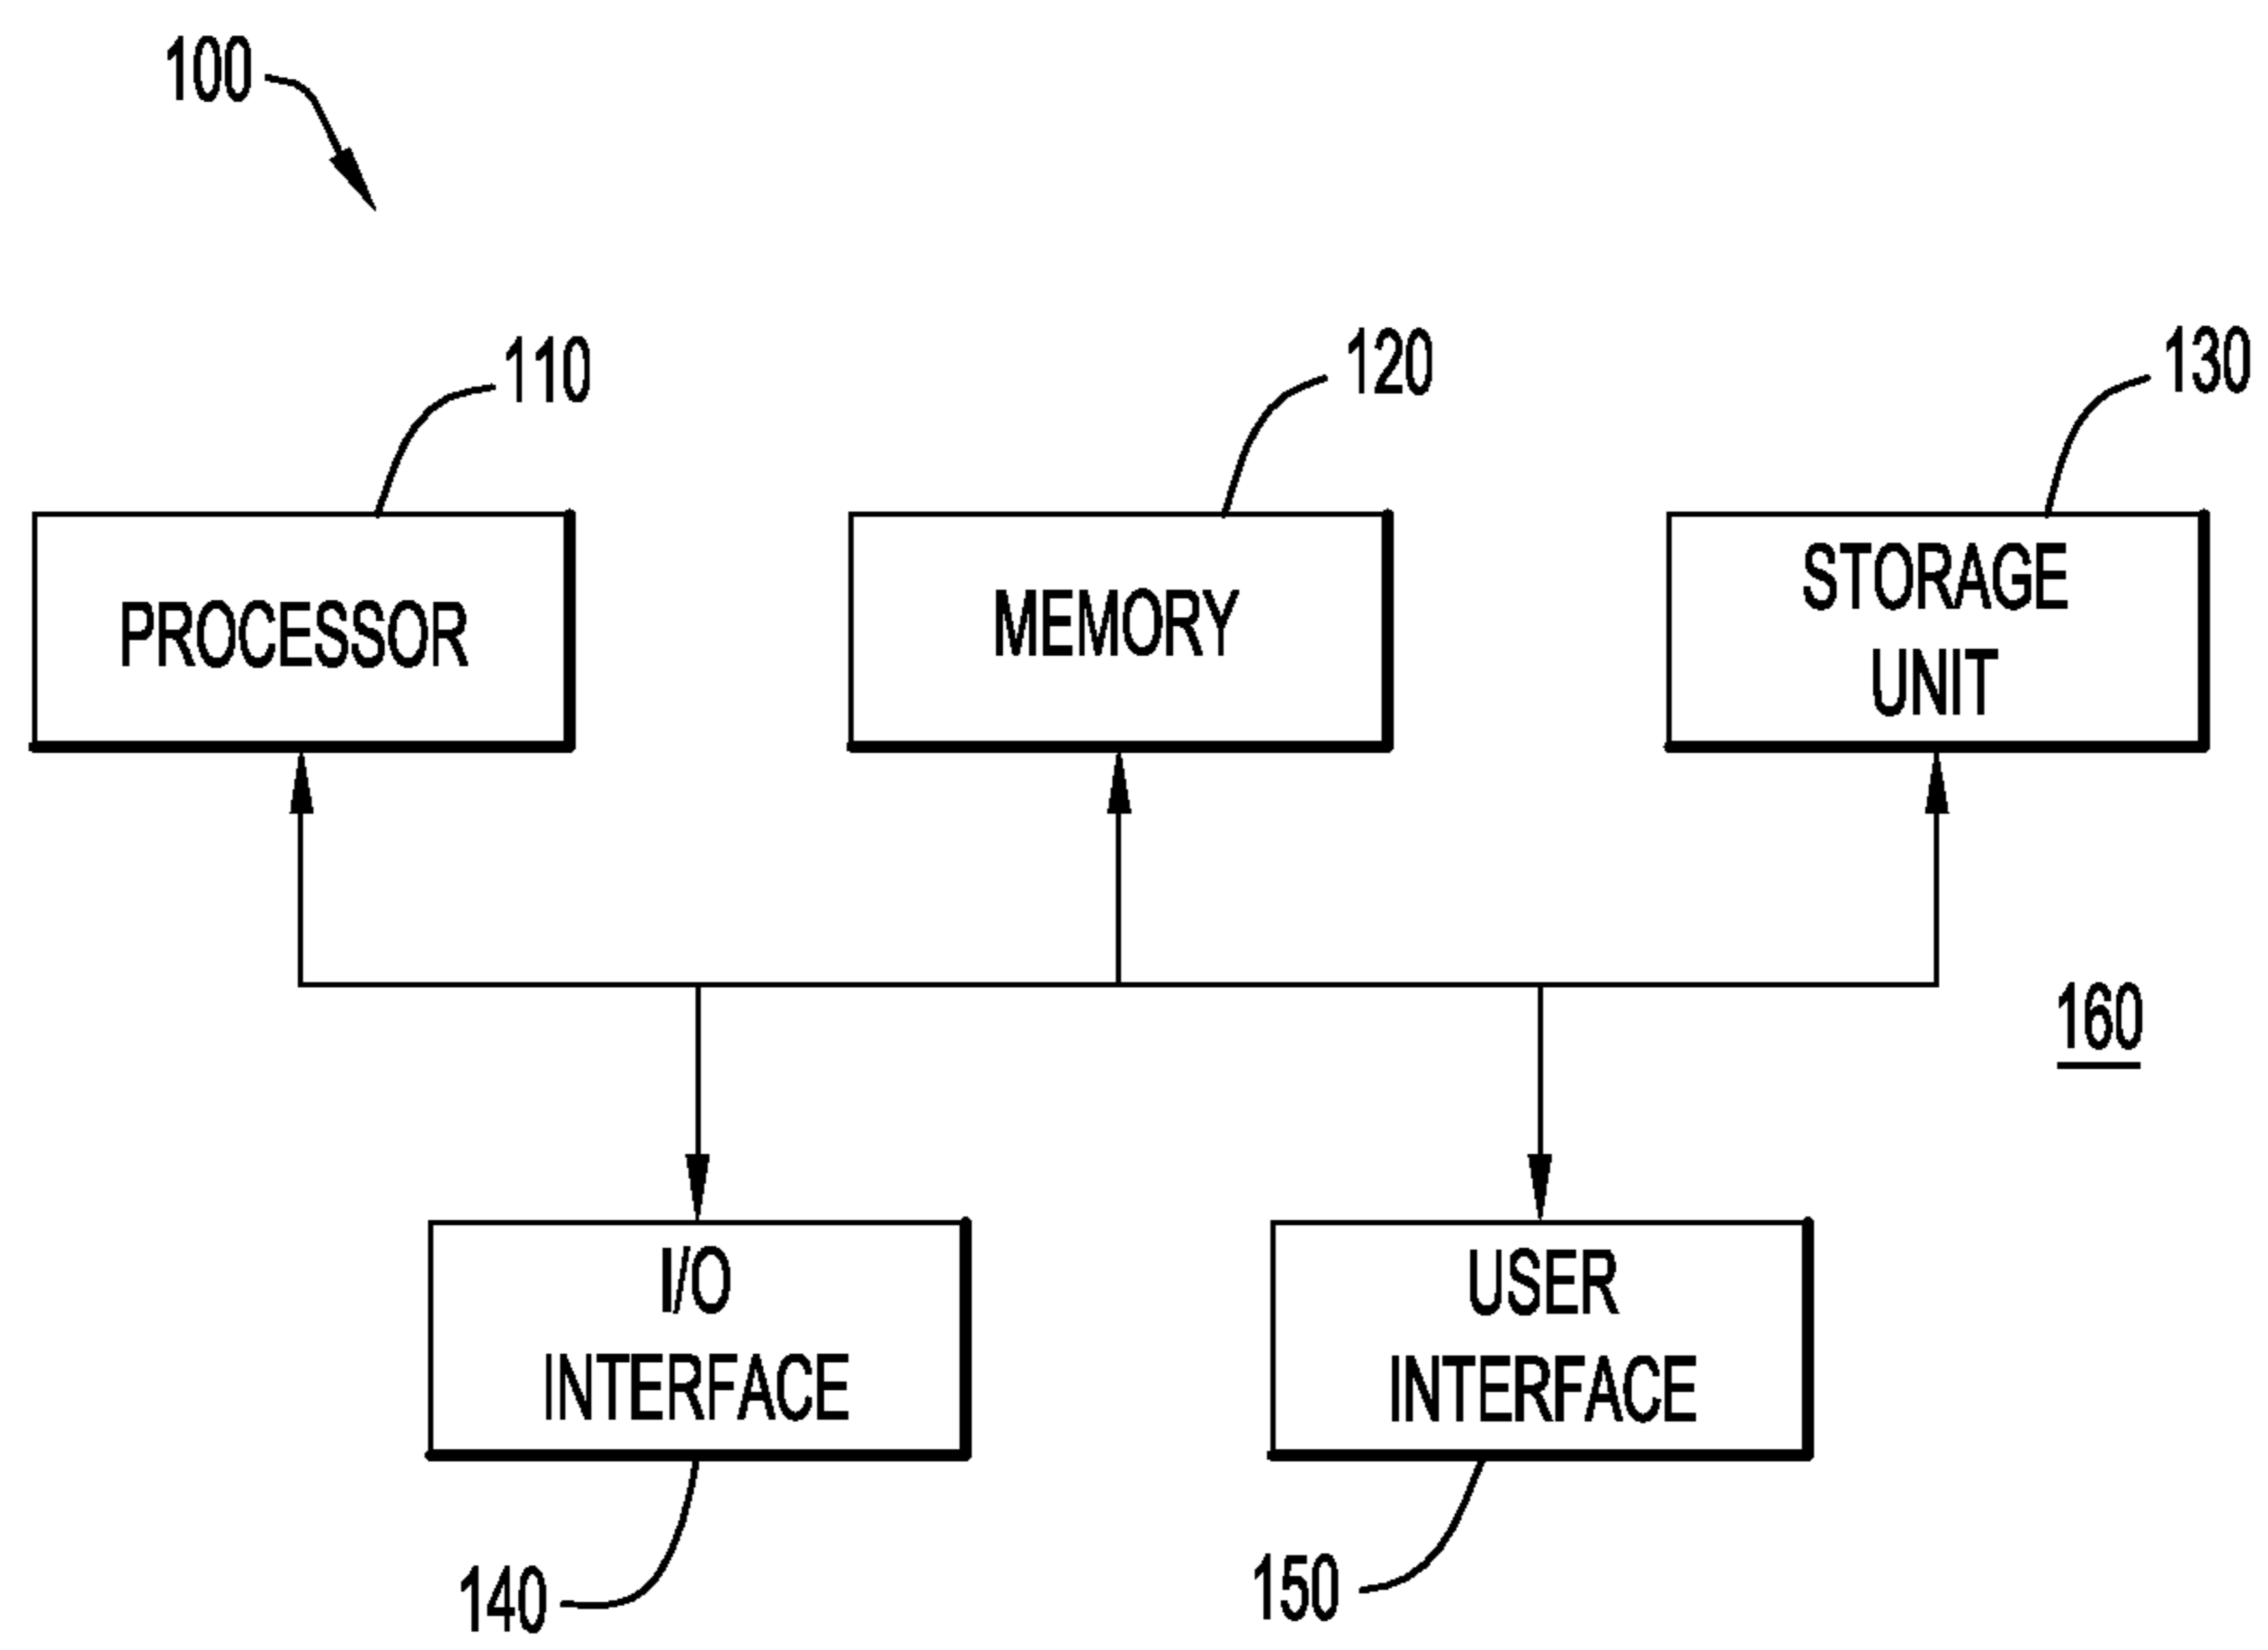 100
110
120
130
PROCESSOR
MEMORY
STORAGE
UNIT
160
I/O
INTERFACE
USER
INTERFACE
140
150